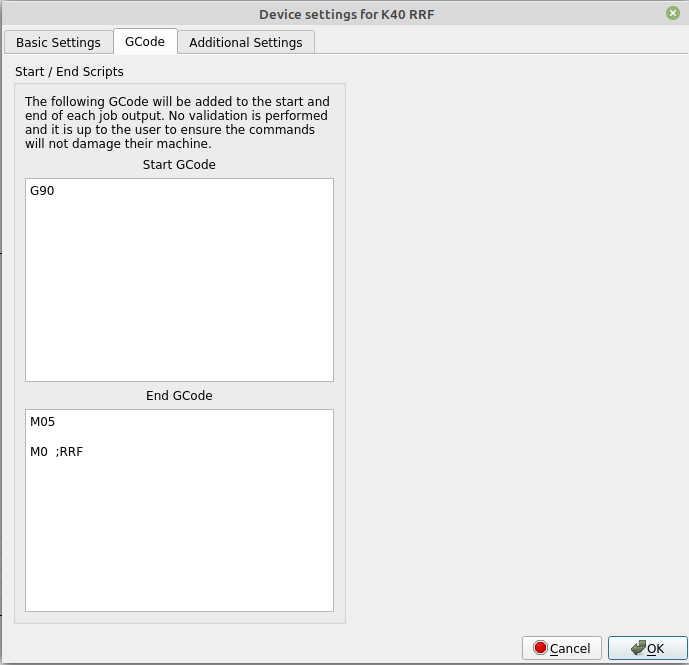 Device settings for K40 RRF
Basic Settings GCode Additional Settings
Start / End Scripts
The following GCode will be added to the start and
end of each job output. No validation is performed
and it is up to the user to ensure the commands
will not damage their machine.
Start GCode
G90
End GCode
M05
M0  ;RRF
Cancel OK